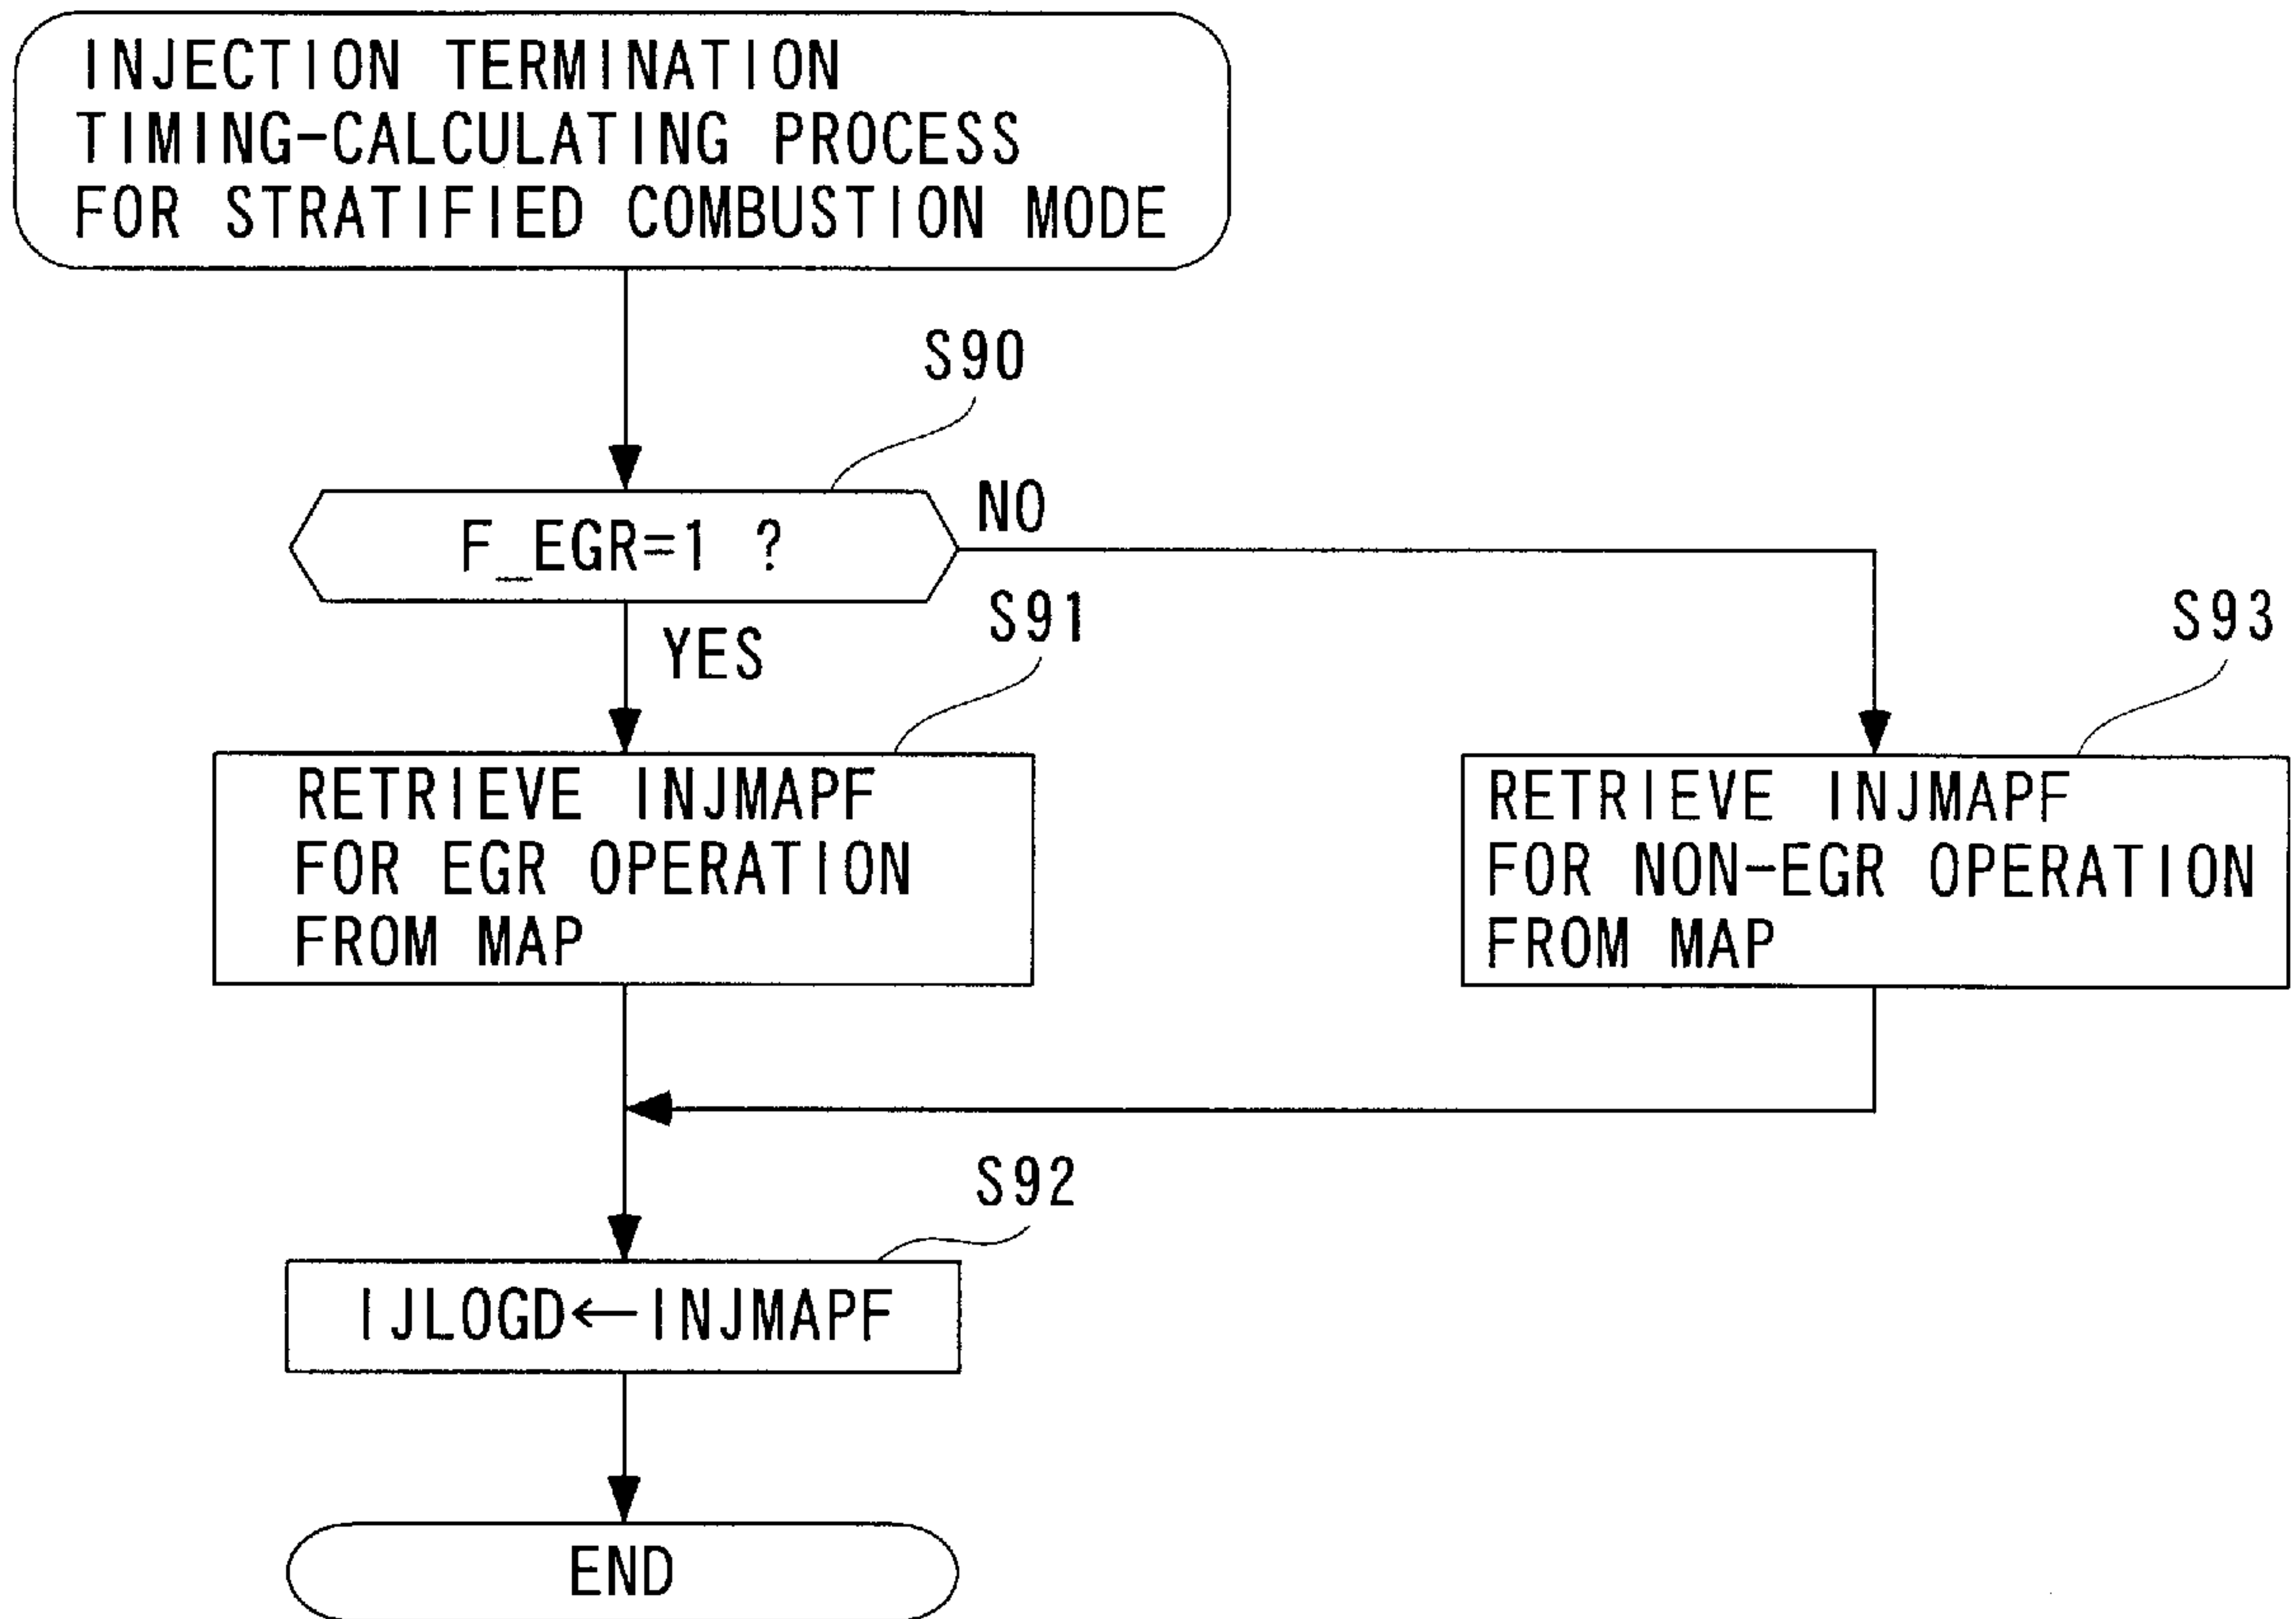 INJECTION TERMINATION
TIMING-CALCULATING PROCESS
FOR STRATIFIED COMBUSTION MODE
S90
F_EGR=1 ?
NO
YES
S91
S93
RETRIEVE INJMAPF
FOR EGR OPERATION
FROM MAP
RETRIEVE INJMAPF
FOR NON-EGR OPERATION
FROM MAP
S92
IJLOGD←INJMAPF
END